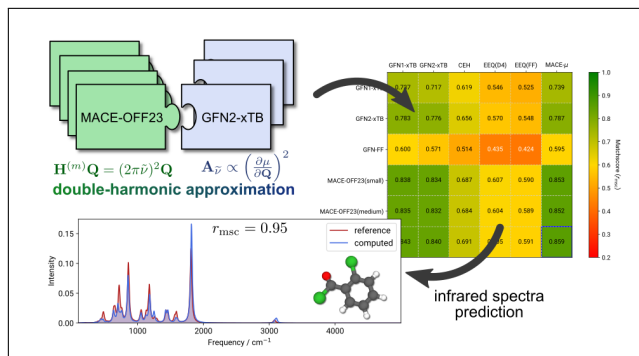 MACE-OFF23
GFN2-xTB
H^(m)Q = (2πν̃)²Q
A_ν̃ ∝ (∂μ/∂Q)²
double-harmonic approximation
GFN1-xTB GFN2-xTB CEH EEQ(D4) EEQ(FF) MACE-μ
0.717 0.619 0.546 0.525 0.739
GFN2-xTB 0.783 0.776 0.656 0.570 0.548 0.787
GFN-FF 0.600 0.571 0.514 0.435 0.424 0.595
MACE-OFF23(small) 0.838 0.834 0.687 0.607 0.590 0.853
MACE-OFF23(medium) 0.835 0.832 0.684 0.604 0.589 0.852
0.840 0.691 0.591 0.859
1.0
0.9
0.8
0.7
0.6
0.5
0.4
0.3
0.2
Matchscore (r_msc)
r_msc = 0.95
reference
computed
Intensity
0.15
0.10
0.05
0.00
1000 2000 3000 4000
Frequency / cm⁻¹
infrared spectra
prediction